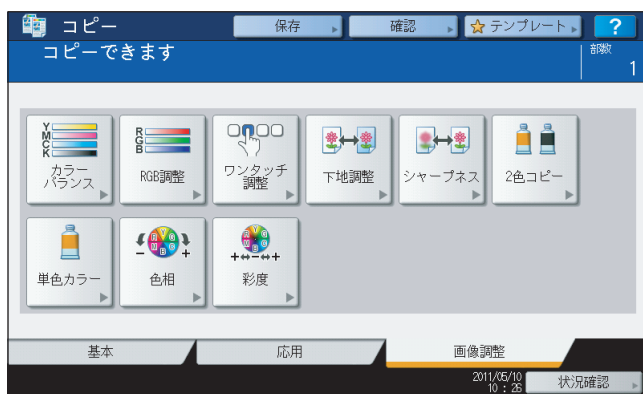 コピー
保存
確認
テンプレート
?
コピーできます
部数
1
Y
M
C
K
カラー
バランス
R
G
B
RGB調整
ワンタッチ
調整
下地調整
シャープネス
2色コピー
単色カラー
- +
色相
+⇔-⇔+
彩度
基本
応用
画像調整
2011/05/10
10 : 26
状況確認